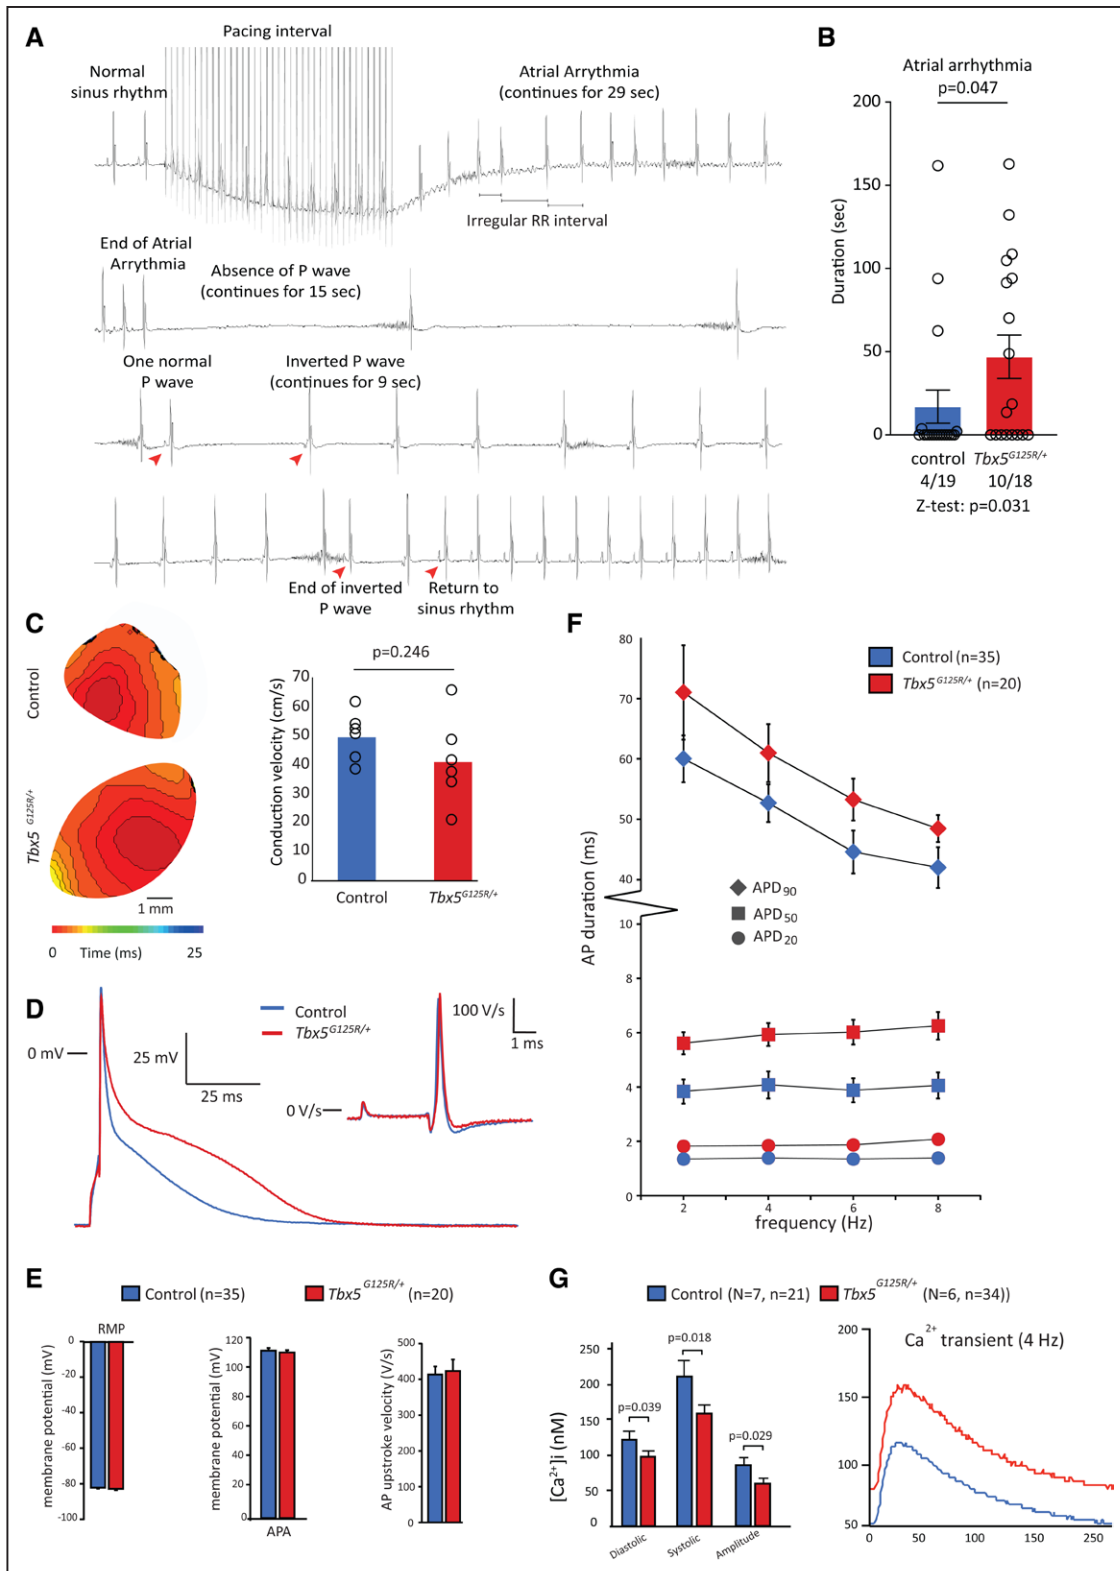 A
Pacing interval
Normal
sinus rhythm
Atrial Arrythmia
(continues for 29 sec)
Irregular RR interval
End of Atrial
Arrythmia
Absence of P wave
(continues for 15 sec)
One normal
P wave
Inverted P wave
(continues for 9 sec)
End of inverted
P wave
Return to
sinus rhythm
B
Atrial arrhythmia
p=0.047
200
150
100
50
0
Duration (sec)
control
Tbx5G125R/+
4/19
10/18
Z-test: p=0.031
C
Control
Tbx5 G125R/+
1 mm
0
Time (ms)
25
p=0.246
70
60
50
40
30
20
10
0
Conduction velocity (cm/s)
Control
Tbx5G125R/+
D
Control
Tbx5G125R/+
0 mV
25 mV
25 ms
100 V/s
1 ms
0 V/s
E
Control (n=35)
Tbx5G125R/+ (n=20)
RMP
0
-20
-40
-60
-80
-100
membrane potential (mV)
120
100
80
60
40
20
0
membrane potential (mV)
APA
500
400
300
200
100
0
AP upstroke velocity (V/s)
F
Control (n=35)
Tbx5G125R/+ (n=20)
80
70
60
50
40
10
8
6
4
2
0
AP duration (ms)
APD90
APD50
APD20
2
4
6
8
frequency (Hz)
G
Control (N=7, n=21)
Tbx5G125R/+ (N=6, n=34))
250
200
150
100
50
0
[Ca2+]i (nM)
p=0.039
p=0.018
p=0.029
Diastolic
Systolic
Amplitude
Ca2+ transient (4 Hz)
200
150
100
50
0
50
100
150
250